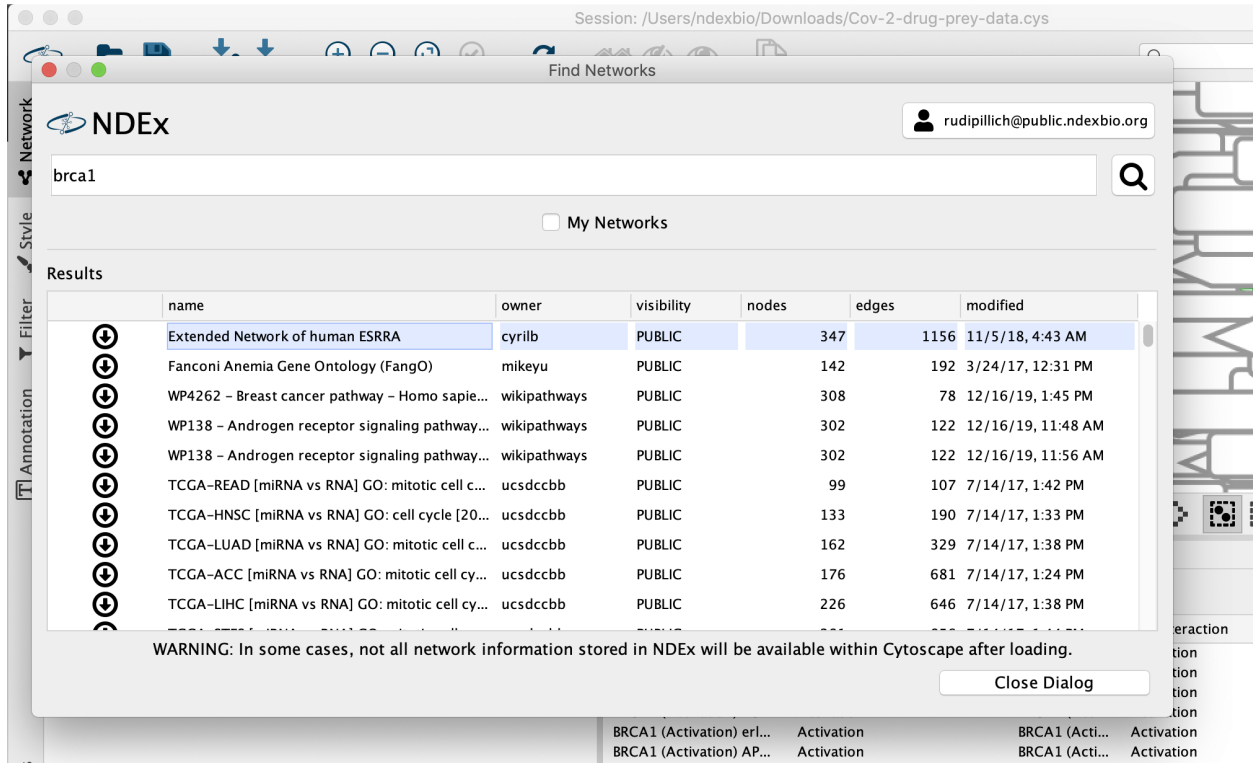 Session: /Users/ndexbio/Downloads/Cov-2-drug-prey-data.cys
Find Networks
Network
Style
Filter
Annotation
NDEx
rudipillich@public.ndexbio.org
brca1
My Networks
Results
name owner visibility nodes edges modified
Extended Network of human ESRRA cyrilb PUBLIC 347 1156 11/5/18, 4:43 AM
Fanconi Anemia Gene Ontology (FangO) mikeyu PUBLIC 142 192 3/24/17, 12:31 PM
WP4262 – Breast cancer pathway – Homo sapie... wikipathways PUBLIC 308 78 12/16/19, 1:45 PM
WP138 – Androgen receptor signaling pathway... wikipathways PUBLIC 302 122 12/16/19, 11:48 AM
WP138 – Androgen receptor signaling pathway... wikipathways PUBLIC 302 122 12/16/19, 11:56 AM
TCGA-READ [miRNA vs RNA] GO: mitotic cell c... ucsdccbb PUBLIC 99 107 7/14/17, 1:42 PM
TCGA-HNSC [miRNA vs RNA] GO: cell cycle [20... ucsdccbb PUBLIC 133 190 7/14/17, 1:33 PM
TCGA-LUAD [miRNA vs RNA] GO: mitotic cell c... ucsdccbb PUBLIC 162 329 7/14/17, 1:38 PM
TCGA-ACC [miRNA vs RNA] GO: mitotic cell cy... ucsdccbb PUBLIC 176 681 7/14/17, 1:24 PM
TCGA-LIHC [miRNA vs RNA] GO: mitotic cell cy... ucsdccbb PUBLIC 226 646 7/14/17, 1:38 PM
WARNING: In some cases, not all network information stored in NDEx will be available within Cytoscape after loading.
Close Dialog
eraction
tion
tion
tion
tion
BRCA1 (Activation) erl... Activation BRCA1 (Acti... Activation
BRCA1 (Activation) AP... Activation BRCA1 (Acti... Activation